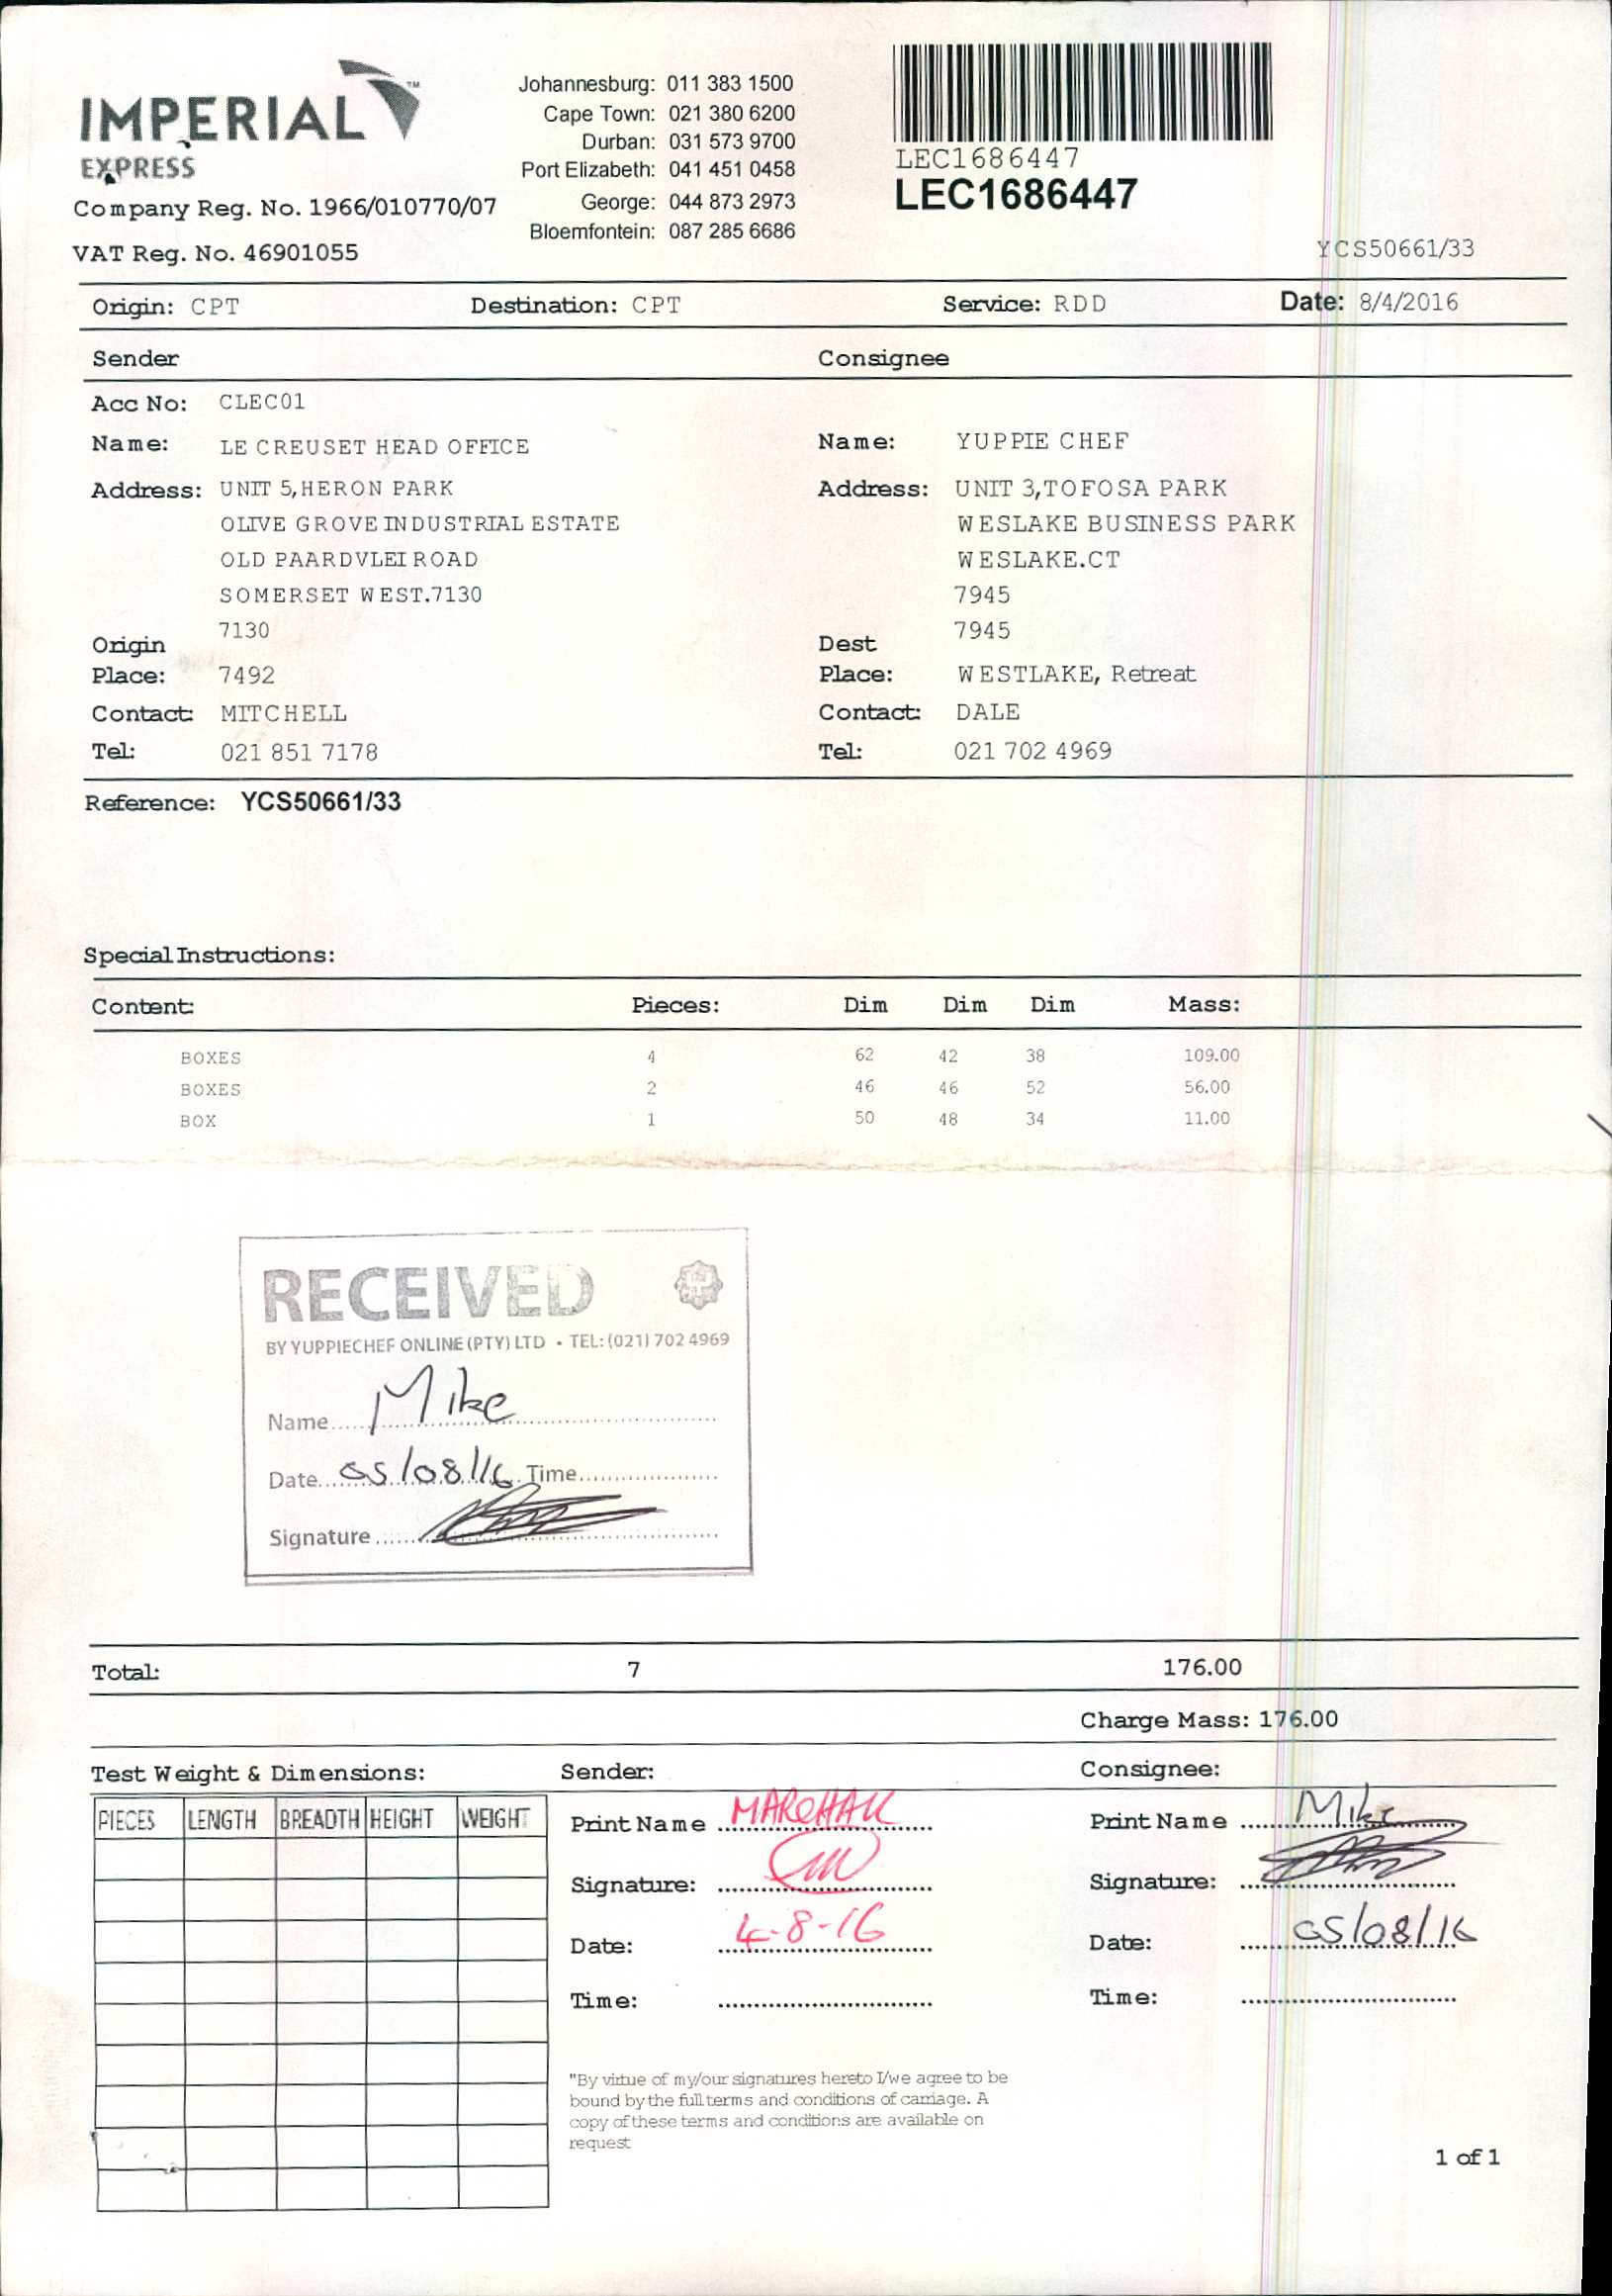 IMPERIAL™
EXPRESS
Company Reg. No. 1966/010770/07
VAT Reg. No. 46901055
Johannesburg: 011 383 1500
Cape Town: 021 380 6200
Durban: 031 573 9700
Port Elizabeth: 041 451 0458
George: 044 873 2973
Bloemfontein: 087 285 6686
LEC1686447
LEC1686447
YCS50661/33
Origin: CPT Destination: CPT Service: RDD Date: 8/4/2016
Sender Consignee
Acc No: CLEC01
Name: LE CREUSET HEAD OFFICE Name: YUPPIE CHEF
Address: UNIT 5,HERON PARK Address: UNIT 3,TOFOSA PARK
OLIVE GROVE INDUSTRIAL ESTATE WESLAKE BUSINESS PARK
OLD PAARDVLEI ROAD WESLAKE.CT
SOMERSET WEST.7130 7945
7130 7945
Origin Dest
Place: 7492 Place: WESTLAKE, Retreat
Contact: MITCHELL Contact: DALE
Tel: 021 851 7178 Tel: 021 702 4969
Reference: YCS50661/33
Special Instructions:
Content: Pieces: Dim Dim Dim Mass:
BOXES 4 62 42 38 109.00
BOXES 2 46 46 52 56.00
BOX 1 50 48 34 11.00
RECEIVED
BY YUPPIECHEF ONLINE (PTY) LTD • TEL: (021) 702 4969
Name Mike
Date 05/08/16 Time
Signature
Total: 7 176.00
Charge Mass: 176.00
Test Weight & Dimensions: Sender: Consignee:
PIECES LENGTH BREADTH HEIGHT WEIGHT
Print Name Print Name Mike
Signature: Signature:
Date: 4-8-16 Date: 05/08/16
Time: Time:
"By virtue of my/our signatures hereto I/we agree to be
bound by the full terms and conditions of carriage. A
copy of these terms and conditions are available on
request
1 of 1